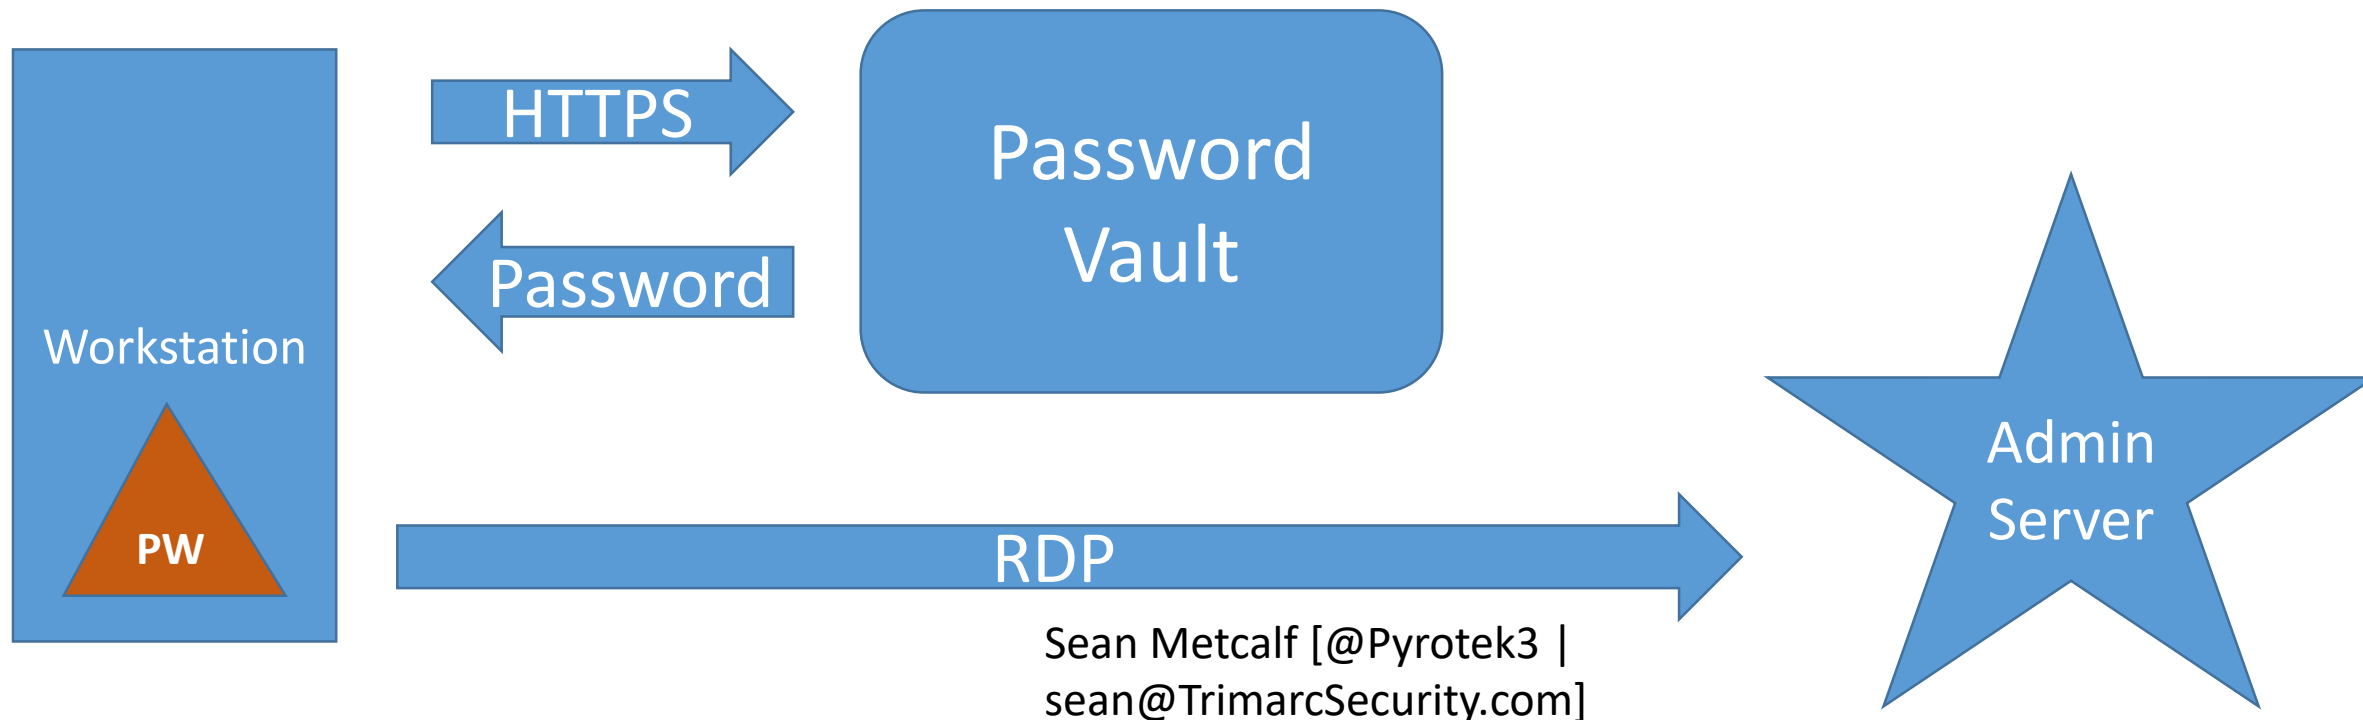 HTTPS
Password
Vault
Password
Workstation
PW
Admin
Server
RDP
Sean Metcalf [@Pyrotek3 |
sean@TrimarcSecurity.com]